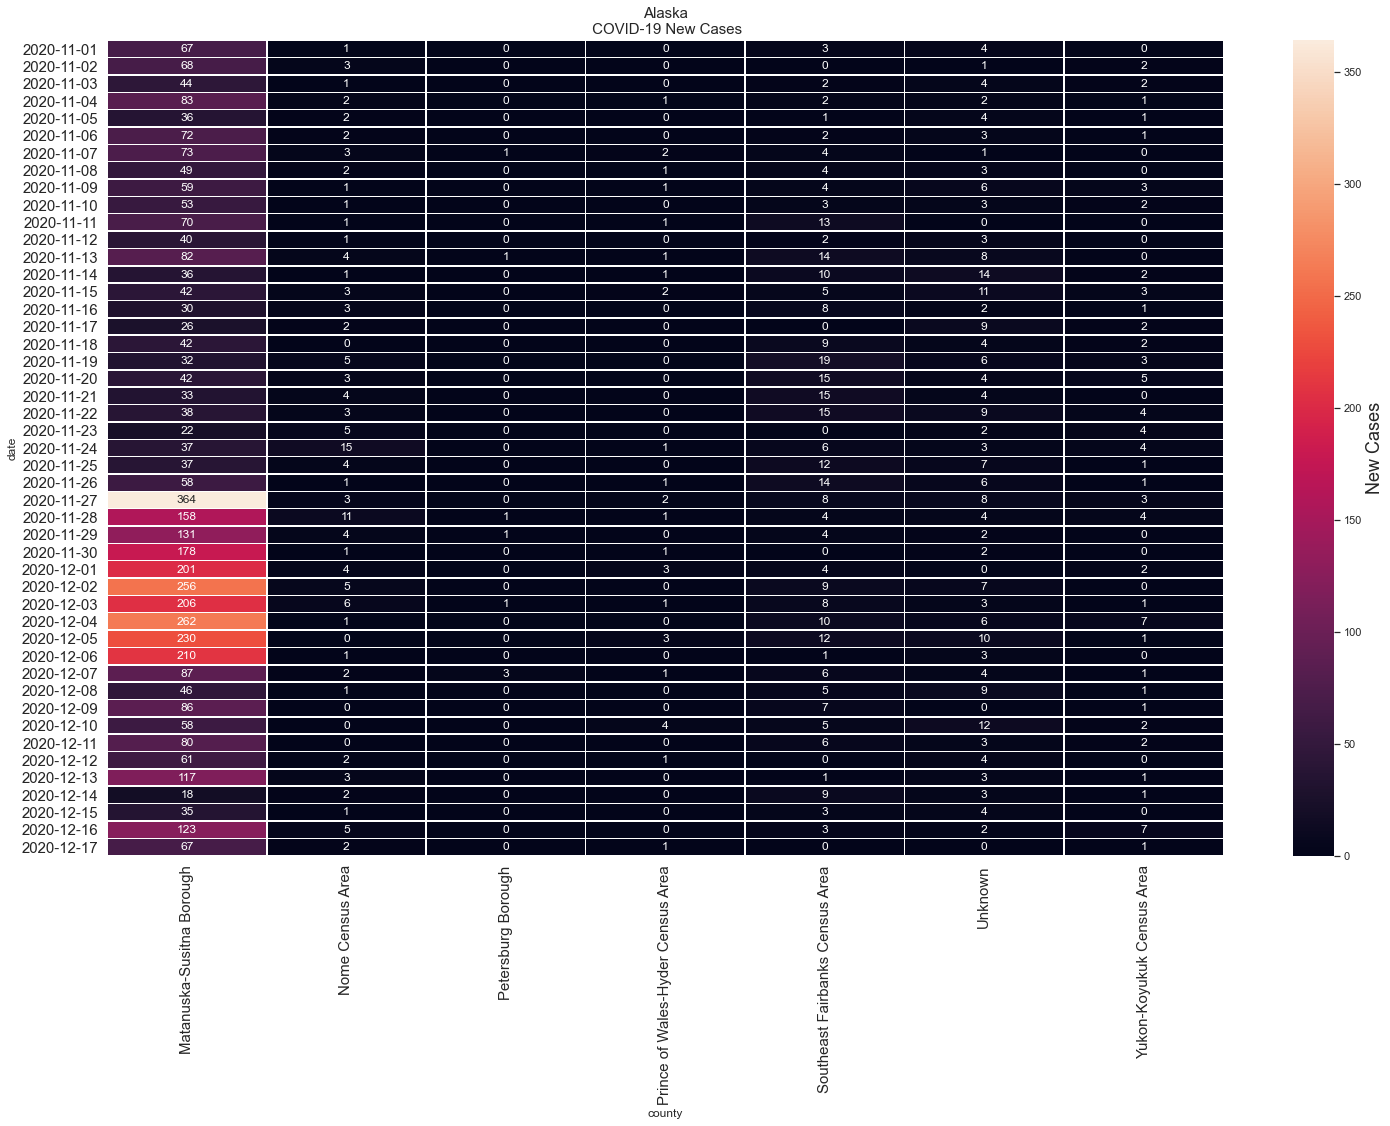 Alaska
COVID-19 New Cases
2020-11-01 67 1 0 0 3 4 0
2020-11-02 68 3 0 0 0 1 2
2020-11-03 44 1 0 0 2 4 2
2020-11-04 83 2 0 1 2 2 1
2020-11-05 36 2 0 0 1 4 1
2020-11-06 72 2 0 0 2 3 1
2020-11-07 73 3 1 2 4 1 0
2020-11-08 49 2 0 1 4 3 0
2020-11-09 59 1 0 1 4 6 3
2020-11-10 53 1 0 0 3 3 2
2020-11-11 70 1 0 1 13 0 0
2020-11-12 40 1 0 0 2 3 0
2020-11-13 82 4 1 1 14 8 0
2020-11-14 36 1 0 1 10 14 2
2020-11-15 42 3 0 2 5 11 3
2020-11-16 30 3 0 0 8 2 1
2020-11-17 26 2 0 0 0 9 2
2020-11-18 42 0 0 0 9 4 2
2020-11-19 32 5 0 0 19 6 3
2020-11-20 42 3 0 0 15 4 5
2020-11-21 33 4 0 0 15 4 0
2020-11-22 38 3 0 0 15 9 4
2020-11-23 22 5 0 0 0 2 4
2020-11-24 37 15 0 1 6 3 4
2020-11-25 37 4 0 0 12 7 1
2020-11-26 58 1 0 1 14 6 1
2020-11-27 364 3 0 2 8 8 3
2020-11-28 158 11 1 1 4 4 4
2020-11-29 131 4 1 0 4 2 0
2020-11-30 178 1 0 1 0 2 0
2020-12-01 201 4 0 3 4 0 2
2020-12-02 256 5 0 0 9 7 0
2020-12-03 206 6 1 1 8 3 1
2020-12-04 262 1 0 0 10 6 7
2020-12-05 230 0 0 3 12 10 1
2020-12-06 210 1 0 0 1 3 0
2020-12-07 87 2 3 1 6 4 1
2020-12-08 46 1 0 0 5 9 1
2020-12-09 86 0 0 0 7 0 1
2020-12-10 58 0 0 4 5 12 2
2020-12-11 80 0 0 0 6 3 2
2020-12-12 61 2 0 1 0 4 0
2020-12-13 117 3 0 0 1 3 1
2020-12-14 18 2 0 0 9 3 1
2020-12-15 35 1 0 0 3 4 0
2020-12-16 123 5 0 0 3 2 7
2020-12-17 67 2 0 1 0 0 1
date
Matanuska-Susitna Borough
Nome Census Area
Petersburg Borough
Prince of Wales-Hyder Census Area
Southeast Fairbanks Census Area
Unknown
Yukon-Koyukuk Census Area
county
350
300
250
200
150
100
50
0
New Cases